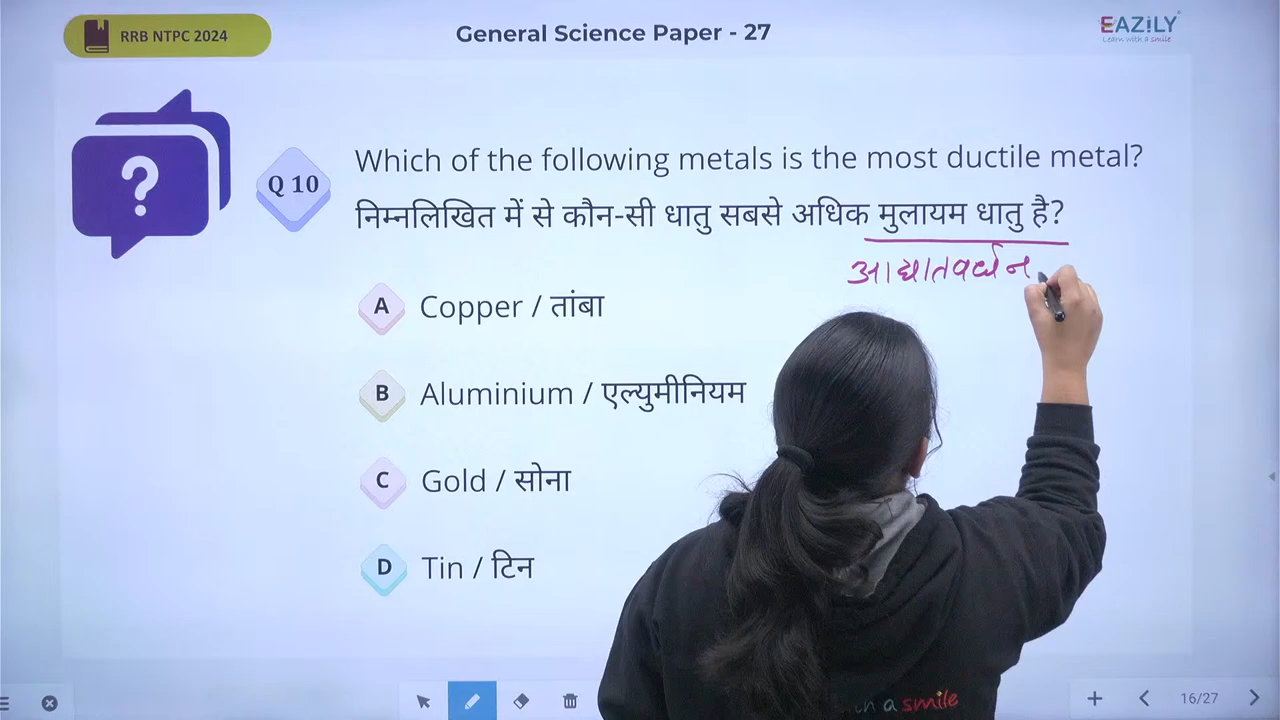 RRB NTPC 2024
General Science Paper - 27
EAZiLY
Learn with a smile
Q 10
Which of the following metals is the most ductile metal?
निम्नलिखित में से कौन-सी धातु सबसे अधिक मुलायम धातु है?
आघातवर्धन
A Copper / तांबा
B Aluminium / एल्युमीनियम
C Gold / सोना
D Tin / टिन
a smile
16/27